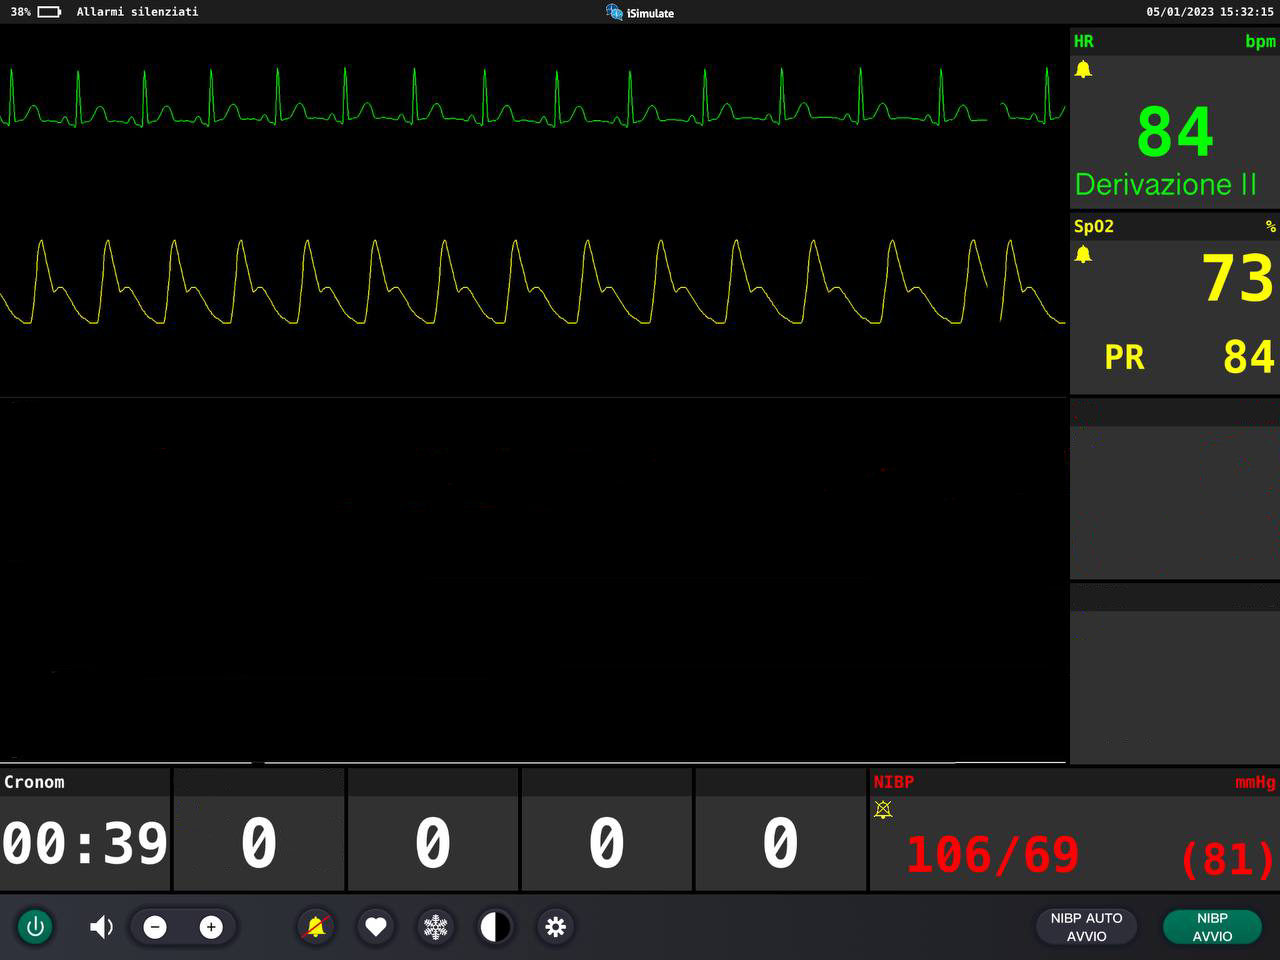 38% Allarmi silenziati iSimulate 05/01/2023 15:32:15
HR bpm
84
Derivazione II
SpO2 %
73
PR 84
Cronom NIBP mmHg
00:39 0 0 0 0 106/69 (81)
NIBP AUTO
AVVIO
NIBP
AVVIO